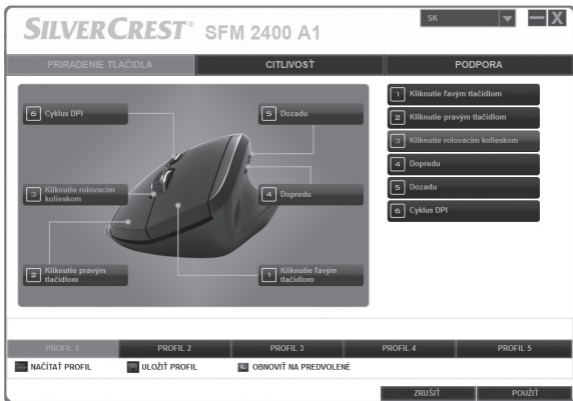 SILVERCREST® SFM 2400 A1
SK
PRIRADENIE TLAČIDLA
CITLIVOSŤ
PODPORA
6 Cyklus DPI
5 Dozadu
3 Kliknutie rolovacím
kolieskom
4 Dopredu
2 Kliknutie pravým
tlačidlom
1 Kliknutie ľavým
tlačidlom
1 Kliknutie ľavým tlačidlom
2 Kliknutie pravým tlačidlom
3 Kliknutie rolovacím kolieskom
4 Dopredu
5 Dozadu
6 Cyklus DPI
PROFIL 1
PROFIL 2
PROFIL 3
PROFIL 4
PROFIL 5
NAČÍTAŤ PROFIL
ULOŽIŤ PROFIL
OBNOVIŤ NA PREDVOLENÉ
ZRUŠIŤ
POUŽIŤ